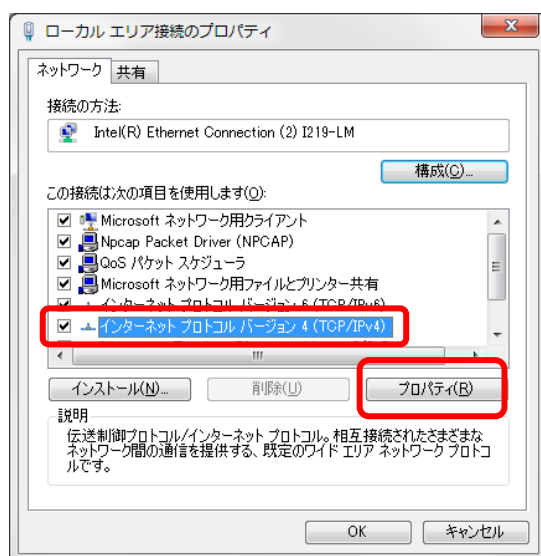 ローカル エリア接続のプロパティ
ネットワーク 共有
接続の方法:
Intel(R) Ethernet Connection (2) I219-LM
構成(C)...
この接続は次の項目を使用します(O):
Microsoft ネットワーク用クライアント
Npcap Packet Driver (NPCAP)
QoS パケット スケジューラ
Microsoft ネットワーク用ファイルとプリンター共有
インターネット プロトコル バージョン 6 (TCP/IPv6)
インターネット プロトコル バージョン 4 (TCP/IPv4)
インストール(N)... 削除(U) プロパティ(R)
説明
伝送制御プロトコル/インターネット プロトコル。相互接続されたさまざまな
ネットワーク間の通信を提供する、既定のワイド エリア ネットワーク プロトコ
ルです。
OK キャンセル